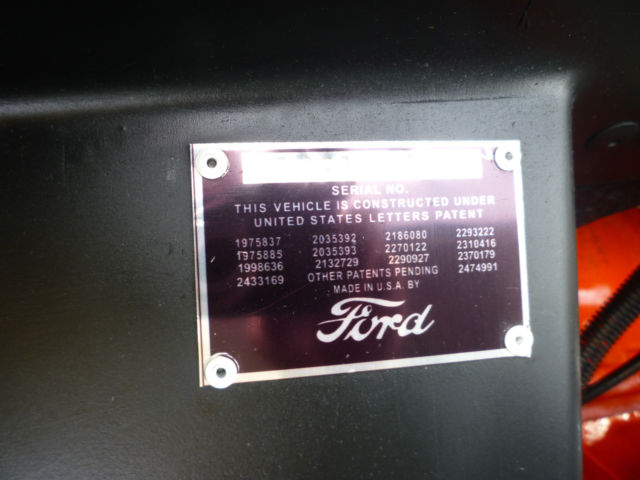 SERIAL NO.
THIS VEHICLE IS CONSTRUCTED UNDER
UNITED STATES LETTERS PATENT
1975837 2035392 2186080 2293222
1975885 2035393 2270122 2310416
1998636 2132729 2290927 2370179
2433169 OTHER PATENTS PENDING 2474991
MADE IN U.S.A. BY
Ford